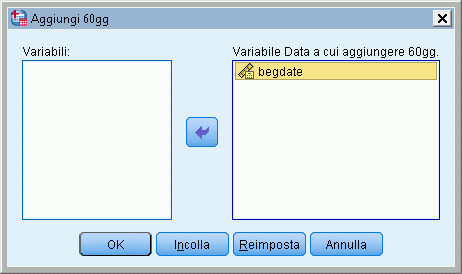 Aggiungi 60gg
Variabili:
Variabile Data a cui aggiungere 60gg.
begdate
OK
Incolla
Reimposta
Annulla